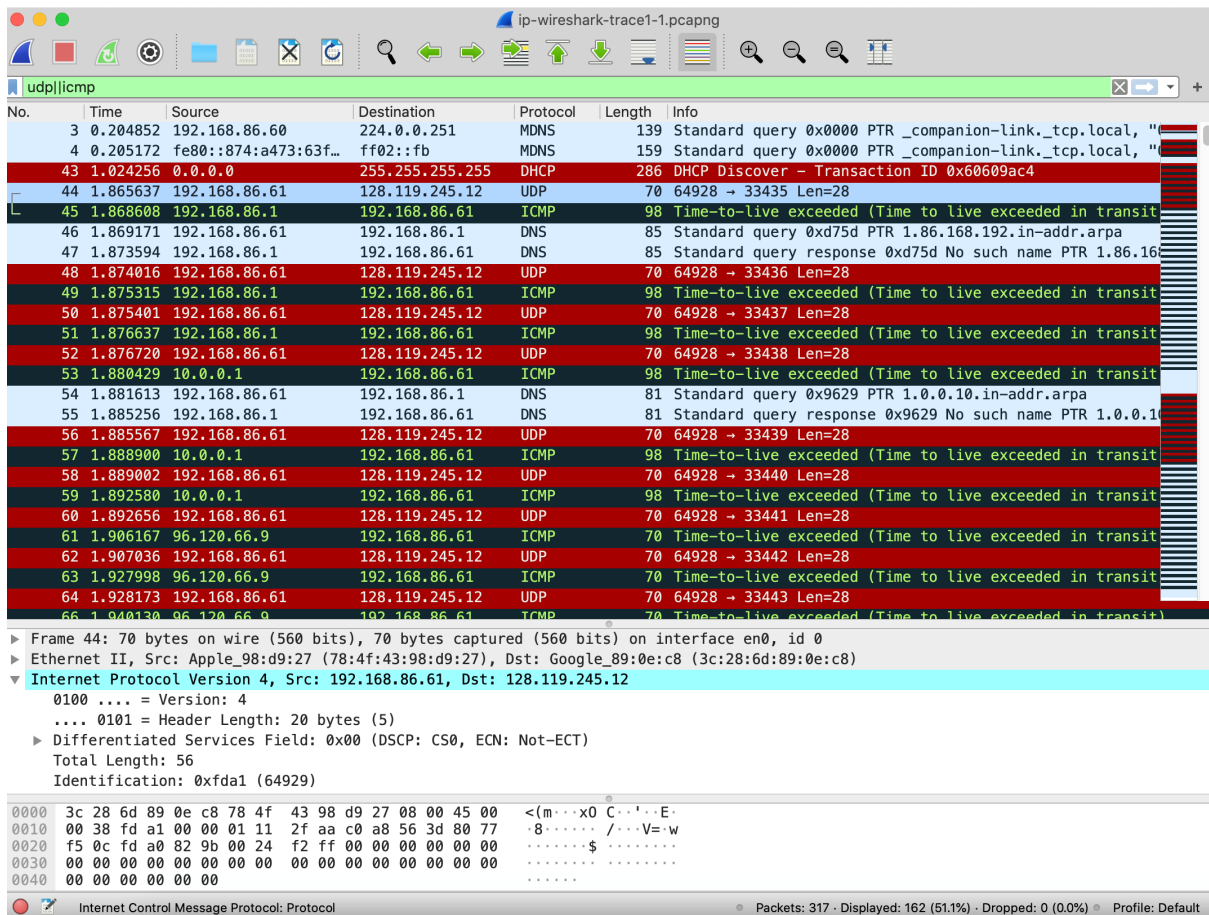 ip-wireshark-trace1-1.pcapng
udp||icmp
No. Time Source Destination Protocol Length Info
3 0.204852 192.168.86.60 224.0.0.251 MDNS 139 Standard query 0x0000 PTR _companion-link._tcp.local, "
4 0.205172 fe80::874:a473:63f… ff02::fb MDNS 159 Standard query 0x0000 PTR _companion-link._tcp.local, "
43 1.024256 0.0.0.0 255.255.255.255 DHCP 286 DHCP Discover – Transaction ID 0x60609ac4
44 1.865637 192.168.86.61 128.119.245.12 UDP 70 64928 → 33435 Len=28
45 1.868608 192.168.86.1 192.168.86.61 ICMP 98 Time-to-live exceeded (Time to live exceeded in transit
46 1.869171 192.168.86.61 192.168.86.1 DNS 85 Standard query 0xd75d PTR 1.86.168.192.in-addr.arpa
47 1.873594 192.168.86.1 192.168.86.61 DNS 85 Standard query response 0xd75d No such name PTR 1.86.168
48 1.874016 192.168.86.61 128.119.245.12 UDP 70 64928 → 33436 Len=28
49 1.875315 192.168.86.1 192.168.86.61 ICMP 98 Time-to-live exceeded (Time to live exceeded in transit
50 1.875401 192.168.86.61 128.119.245.12 UDP 70 64928 → 33437 Len=28
51 1.876637 192.168.86.1 192.168.86.61 ICMP 98 Time-to-live exceeded (Time to live exceeded in transit
52 1.876720 192.168.86.61 128.119.245.12 UDP 70 64928 → 33438 Len=28
53 1.880429 10.0.0.1 192.168.86.61 ICMP 98 Time-to-live exceeded (Time to live exceeded in transit
54 1.881613 192.168.86.61 192.168.86.1 DNS 81 Standard query 0x9629 PTR 1.0.0.10.in-addr.arpa
55 1.885256 192.168.86.1 192.168.86.61 DNS 81 Standard query response 0x9629 No such name PTR 1.0.0.10
56 1.885567 192.168.86.61 128.119.245.12 UDP 70 64928 → 33439 Len=28
57 1.888900 10.0.0.1 192.168.86.61 ICMP 98 Time-to-live exceeded (Time to live exceeded in transit
58 1.889002 192.168.86.61 128.119.245.12 UDP 70 64928 → 33440 Len=28
59 1.892580 10.0.0.1 192.168.86.61 ICMP 98 Time-to-live exceeded (Time to live exceeded in transit
60 1.892656 192.168.86.61 128.119.245.12 UDP 70 64928 → 33441 Len=28
61 1.906167 96.120.66.9 192.168.86.61 ICMP 70 Time-to-live exceeded (Time to live exceeded in transit
62 1.907036 192.168.86.61 128.119.245.12 UDP 70 64928 → 33442 Len=28
63 1.927998 96.120.66.9 192.168.86.61 ICMP 70 Time-to-live exceeded (Time to live exceeded in transit
64 1.928173 192.168.86.61 128.119.245.12 UDP 70 64928 → 33443 Len=28
66 1.940130 96.120.66.9 192.168.86.61 ICMP 70 Time-to-live exceeded (Time to live exceeded in transit)
Frame 44: 70 bytes on wire (560 bits), 70 bytes captured (560 bits) on interface en0, id 0
Ethernet II, Src: Apple_98:d9:27 (78:4f:43:98:d9:27), Dst: Google_89:0e:c8 (3c:28:6d:89:0e:c8)
Internet Protocol Version 4, Src: 192.168.86.61, Dst: 128.119.245.12
0100 .... = Version: 4
.... 0101 = Header Length: 20 bytes (5)
Differentiated Services Field: 0x00 (DSCP: CS0, ECN: Not-ECT)
Total Length: 56
Identification: 0xfda1 (64929)
0000 3c 28 6d 89 0e c8 78 4f 43 98 d9 27 08 00 45 00 <(m···xO C··'··E·
0010 00 38 fd a1 00 00 01 11 2f aa c0 a8 56 3d 80 77 ·8······ /···V=·w
0020 f5 0c fd a0 82 9b 00 24 f2 ff 00 00 00 00 00 00 ·······$ ········
0030 00 00 00 00 00 00 00 00 00 00 00 00 00 00 00 00 ········ ········
0040 00 00 00 00 00 00 ······
Internet Control Message Protocol: Protocol Packets: 317 · Displayed: 162 (51.1%) · Dropped: 0 (0.0%) Profile: Default